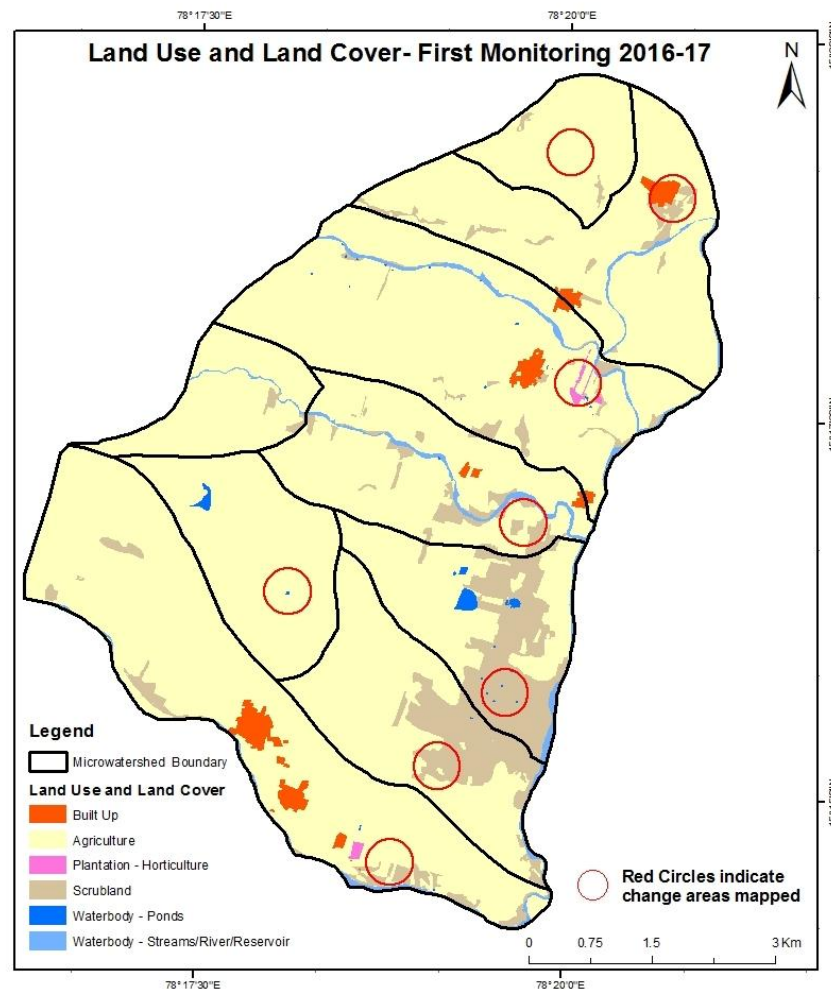 78°17'30"E 78°20'0"E
Land Use and Land Cover- First Monitoring 2016-17
N
Legend
Microwatershed Boundary
Land Use and Land Cover
Built Up
Agriculture
Plantation - Horticulture
Scrubland
Waterbody - Ponds
Waterbody - Streams/River/Reservoir
Red Circles indicate
change areas mapped
0 0.75 1.5 3 Km
78°17'30"E 78°20'0"E